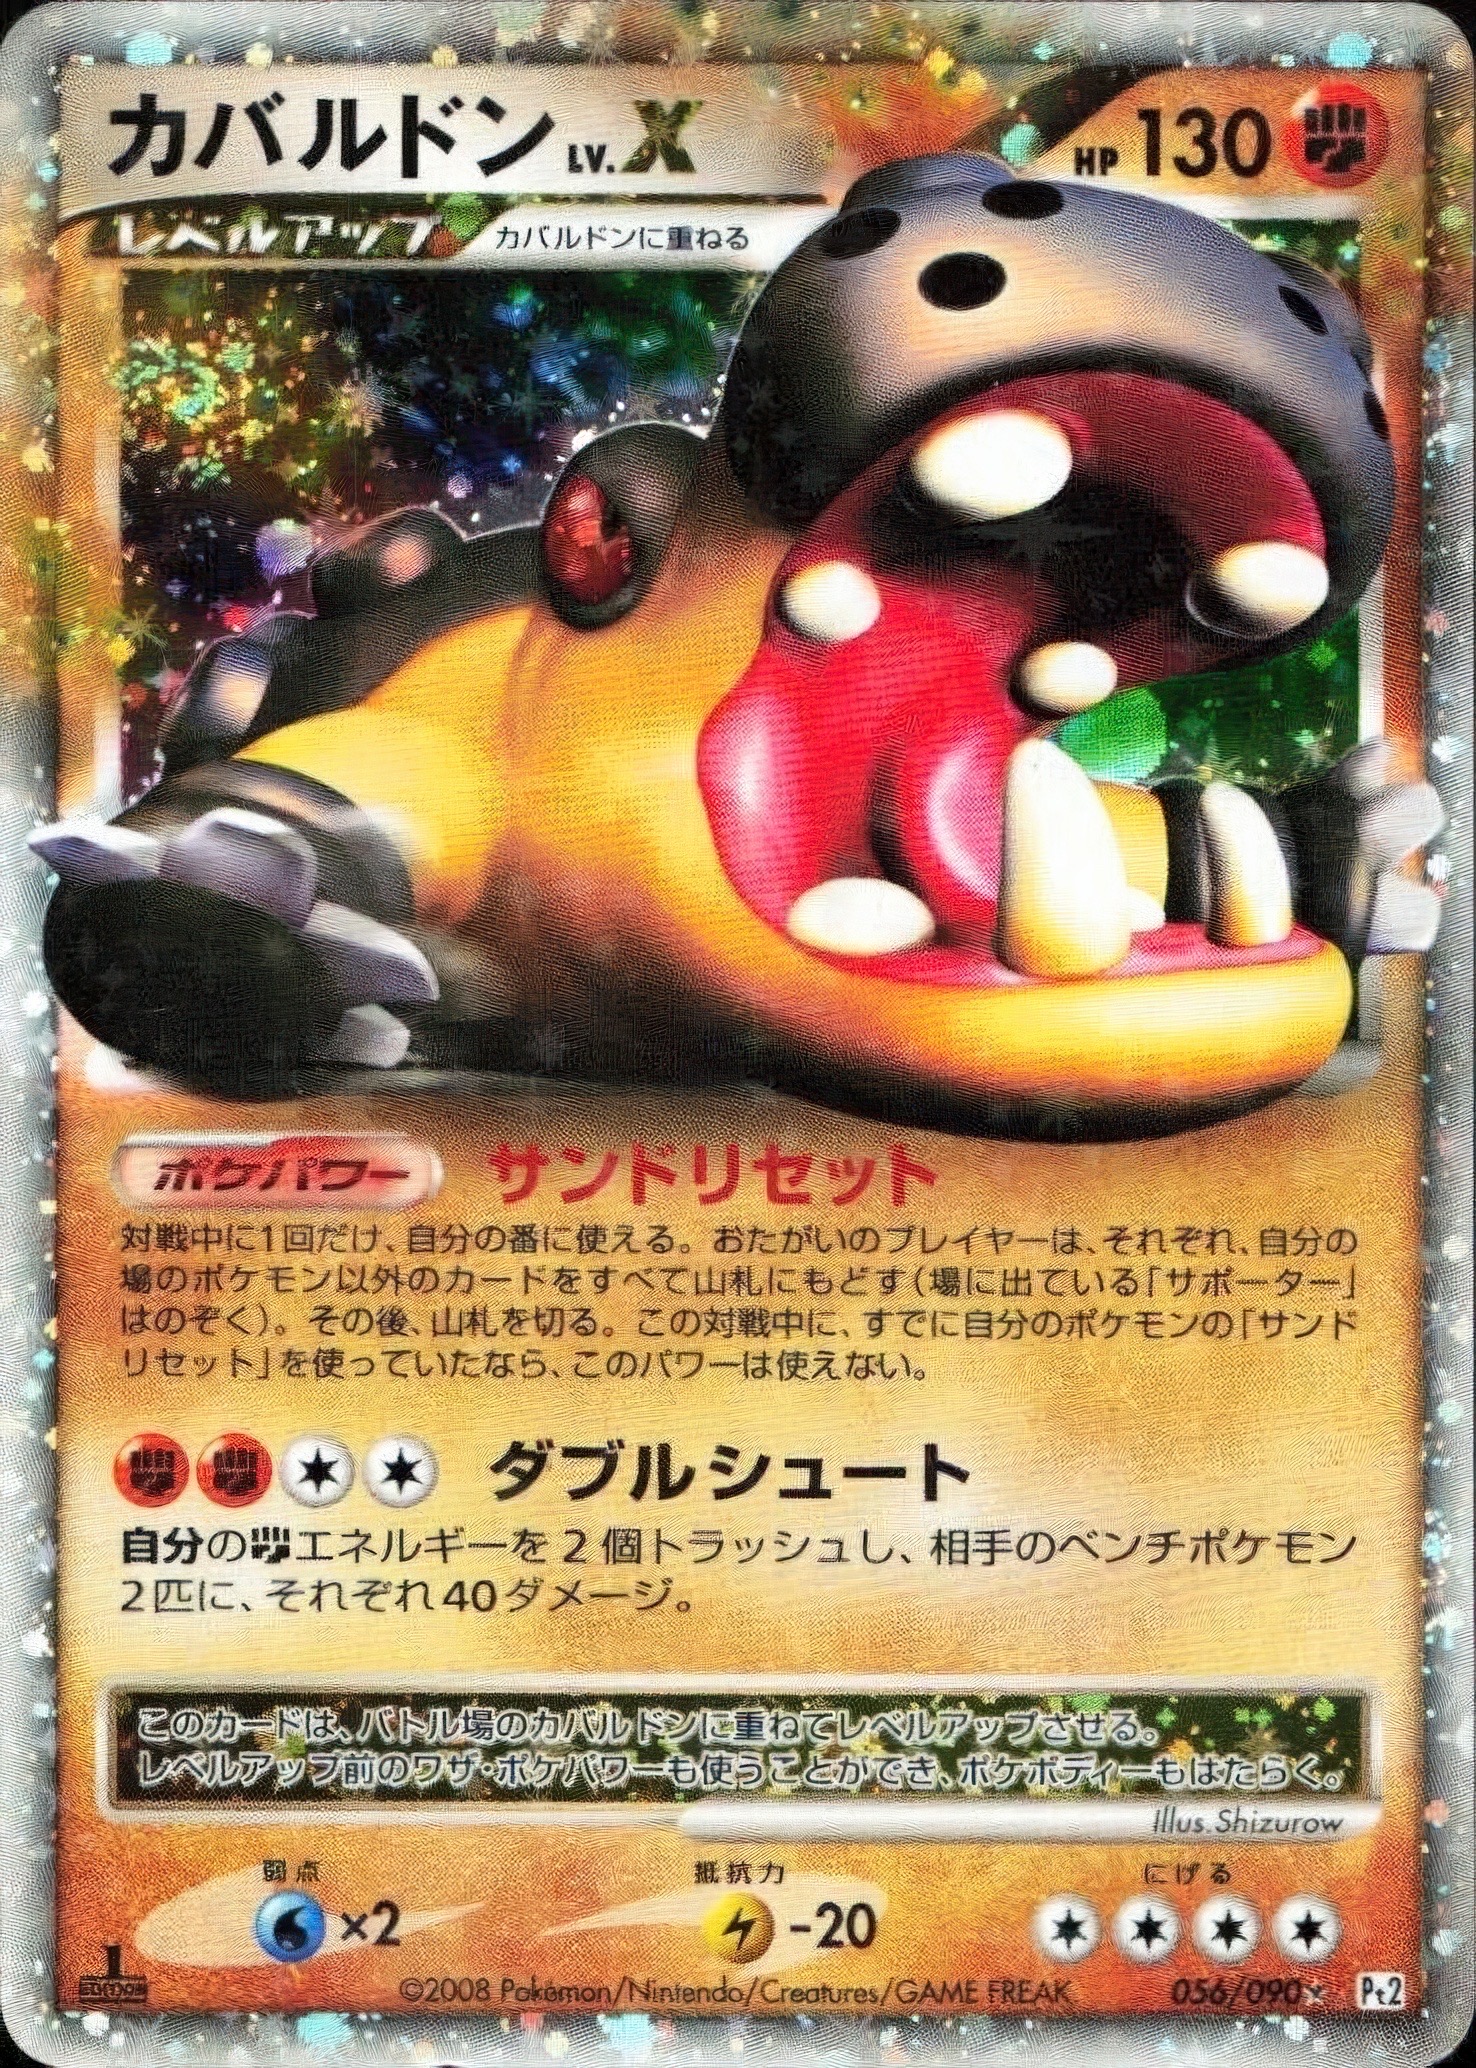 カバルドン LV.X HP 130
レベルアップ カバルドンに重ねる
ポケパワー サンドリセット
対戦中に1回だけ、自分の番に使える。おたがいのプレイヤーは、それぞれ、自分の
場のポケモン以外のカードをすべて山札にもどす(場に出ている「サポーター」
はのぞく)。その後、山札を切る。この対戦中に、すでに自分のポケモンの「サンド
リセット」を使っていたなら、このパワーは使えない。
ダブルシュート
自分のエネルギーを2個トラッシュし、相手のベンチポケモン
2匹に、それぞれ40ダメージ。
このカードは、バトル場のカバルドンに重ねてレベルアップさせる。
レベルアップ前のワザ・ポケパワーも使うことができ、ポケボディーもはたらく。
Illus.Shizurow
弱点 抵抗力 にげる
×2 -20
1 EDITION ©2008 Pokémon/Nintendo/Creatures/GAME FREAK 056/090★ Pt2